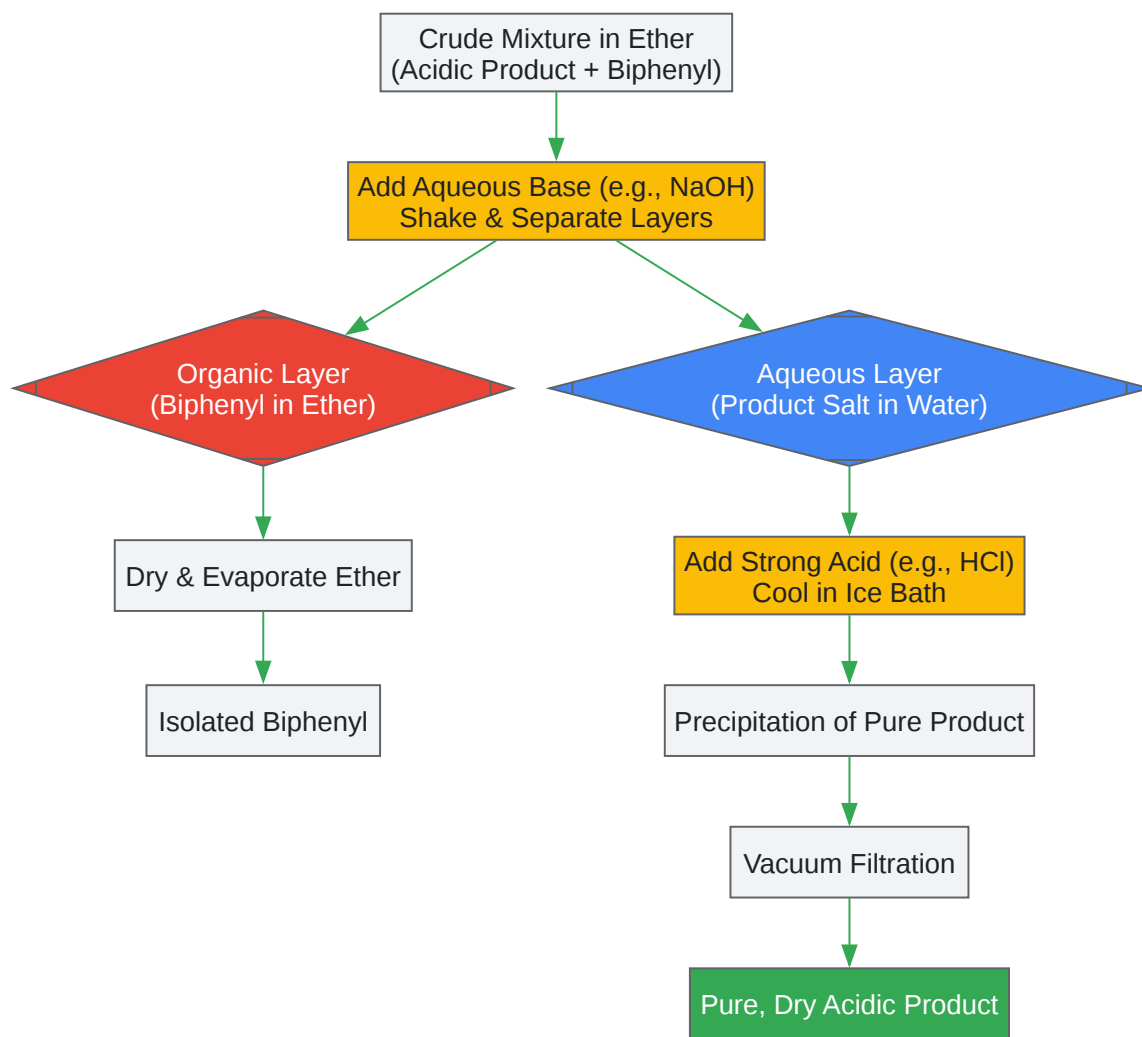 Crude Mixture in Ether
(Acidic Product + Biphenyl)
Add Aqueous Base (e.g., NaOH)
Shake & Separate Layers
Organic Layer
(Biphenyl in Ether)
Aqueous Layer
(Product Salt in Water)
Dry & Evaporate Ether
Add Strong Acid (e.g., HCl)
Cool in Ice Bath
Isolated Biphenyl
Precipitation of Pure Product
Vacuum Filtration
Pure, Dry Acidic Product